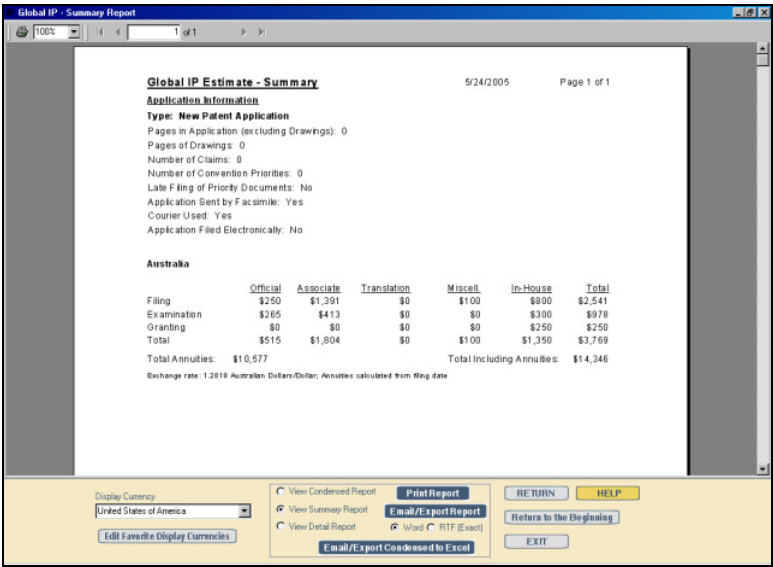 Global IP - Summary Report
100% 1 of 1
Global IP Estimate - Summary 5/24/2005 Page 1 of 1
Application Information
Type: New Patent Application
Pages in Application (excluding Drawings): 0
Pages of Drawings: 0
Number of Claims: 0
Number of Convention Priorities: 0
Late Filing of Priority Documents: No
Application Sent by Facsimile: Yes
Courier Used: Yes
Application Filed Electronically: No
Australia
Official Associate Translation Miscell. In-House Total
Filing $250 $1,391 $0 $100 $800 $2,541
Examination $265 $413 $0 $0 $300 $978
Granting $0 $0 $0 $0 $250 $250
Total $515 $1,804 $0 $100 $1,350 $3,769
Total Annuities: $10,577 Total Including Annuities: $14,346
Exchange rate: 1.2819 Australian Dollars/Dollar; Annuities calculated from filing date
Display Currency
United States of America
Edit Favorite Display Currencies
View Condensed Report Print Report
View Summary Report Email/Export Report
View Detail Report Word RTF (Exact)
Email/Export Condensed to Excel
RETURN HELP
Return to the Beginning
EXIT